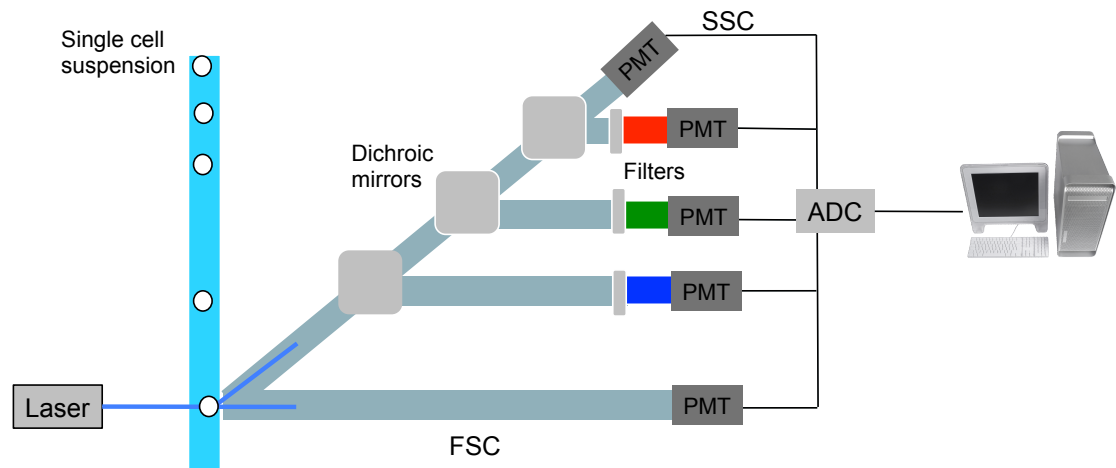 Single cell
suspension
SSC
PMT
PMT
Dichroic
mirrors
Filters
PMT
ADC
PMT
Laser
PMT
FSC